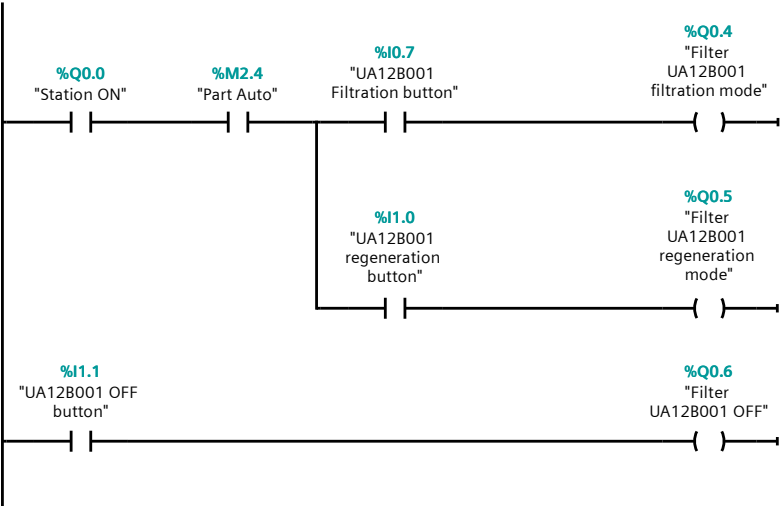 %Q0.0
"Station ON"
%M2.4
"Part Auto"
%I0.7
"UA12B001
Filtration button"
%Q0.4
"Filter
UA12B001
filtration mode"
%I1.0
"UA12B001
regeneration
button"
%Q0.5
"Filter
UA12B001
regeneration
mode"
%I1.1
"UA12B001 OFF
button"
%Q0.6
"Filter
UA12B001 OFF"